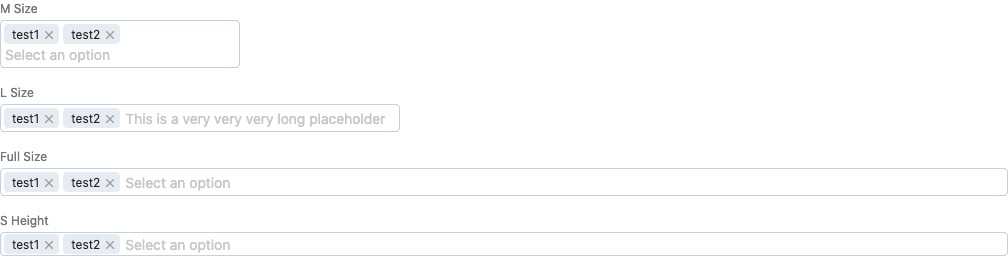 M Size
test1 × test2 ×
Select an option
L Size
test1 × test2 × This is a very very very long placeholder
Full Size
test1 × test2 × Select an option
S Height
test1 × test2 × Select an option